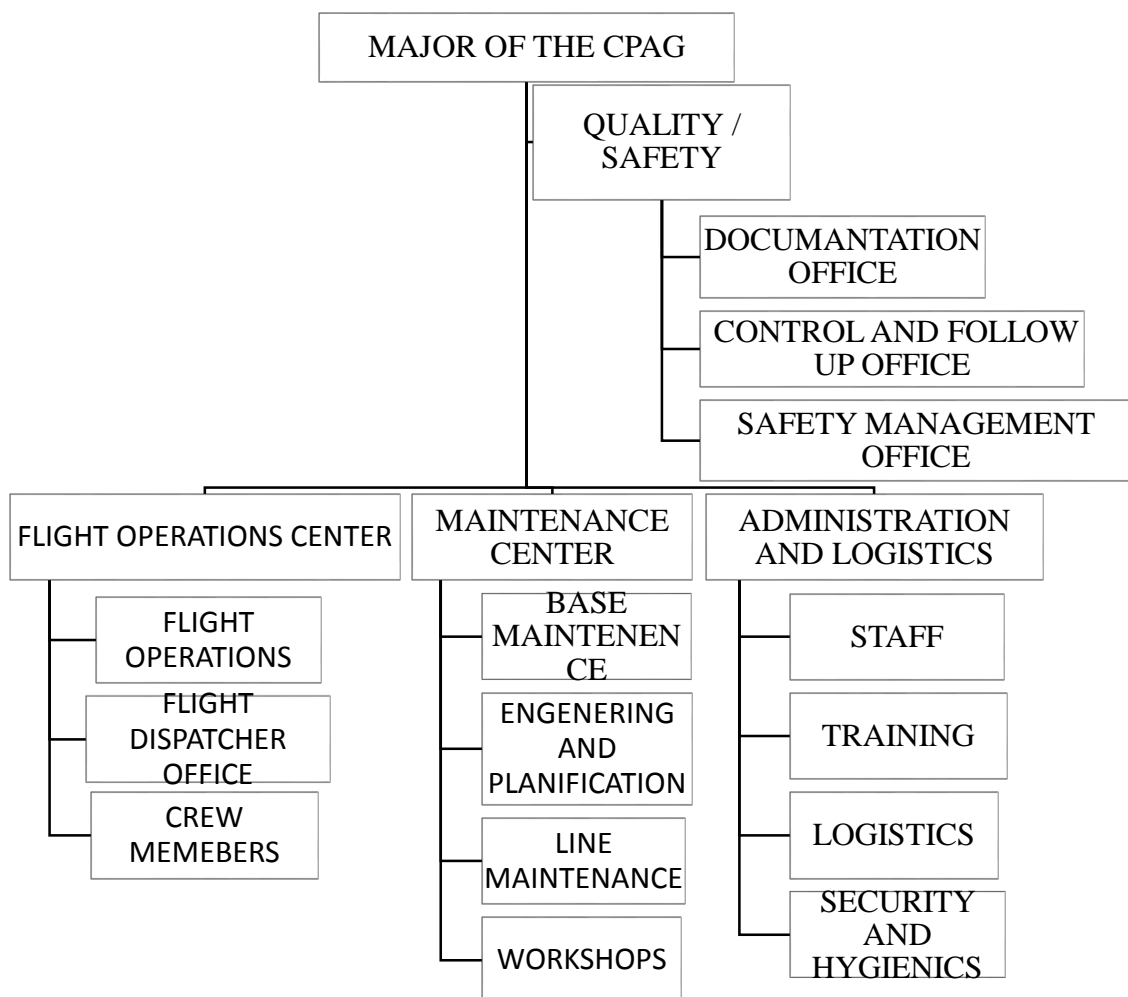 MAJOR OF THE CPAG
QUALITY /
SAFETY
DOCUMANTATION
OFFICE
CONTROL AND FOLLOW
UP OFFICE
SAFETY MANAGEMENT
OFFICE
FLIGHT OPERATIONS CENTER
FLIGHT
OPERATIONS
FLIGHT
DISPATCHER
OFFICE
CREW
MEMEBERS
MAINTENANCE
CENTER
BASE
MAINTENEN
CE
ENGENERING
AND
PLANIFICATION
LINE
MAINTENANCE
WORKSHOPS
ADMINISTRATION
AND LOGISTICS
STAFF
TRAINING
LOGISTICS
SECURITY
AND
HYGIENICS